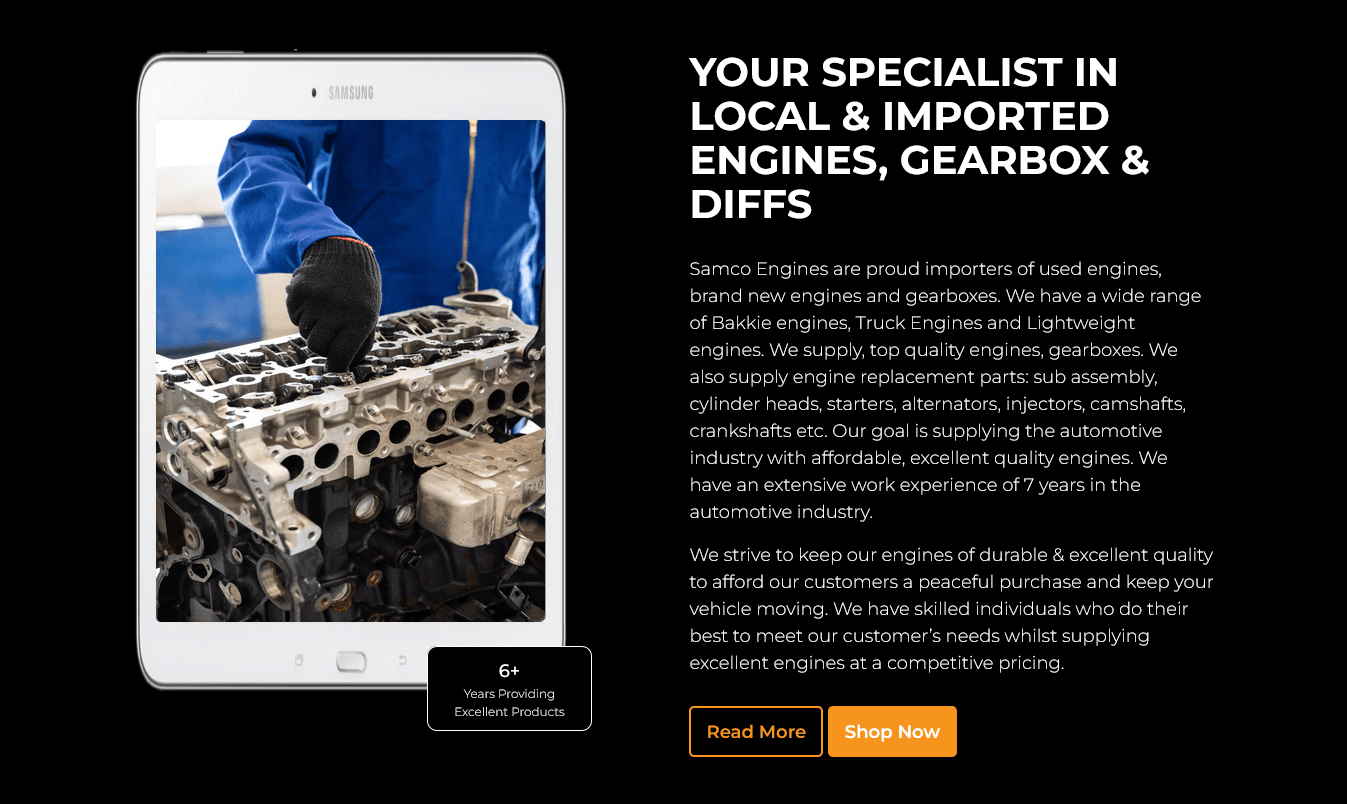 SAMSUNG
YOUR SPECIALIST IN
LOCAL & IMPORTED
ENGINES, GEARBOX &
DIFFS
Samco Engines are proud importers of used engines,
brand new engines and gearboxes. We have a wide range
of Bakkie engines, Truck Engines and Lightweight
engines. We supply, top quality engines, gearboxes. We
also supply engine replacement parts: sub assembly,
cylinder heads, starters, alternators, injectors, camshafts,
crankshafts etc. Our goal is supplying the automotive
industry with affordable, excellent quality engines. We
have an extensive work experience of 7 years in the
automotive industry.
We strive to keep our engines of durable & excellent quality
to afford our customers a peaceful purchase and keep your
vehicle moving. We have skilled individuals who do their
best to meet our customer’s needs whilst supplying
excellent engines at a competitive pricing.
6+
Years Providing
Excellent Products
Read More
Shop Now